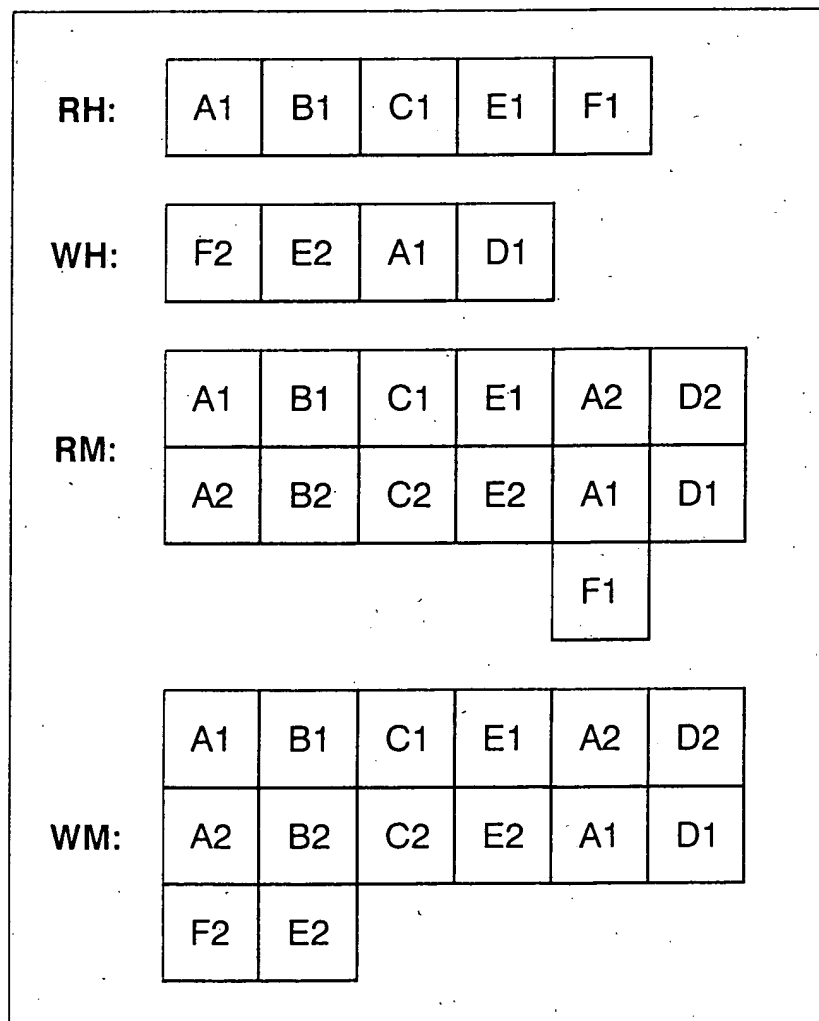 RH: A1 B1 C1 E1 F1
WH: F2 E2 A1 D1
RM:
A1 B1 C1 E1 A2 D2
A2 B2 C2 E2 A1 D1
F1
WM:
A1 B1 C1 E1 A2 D2
A2 B2 C2 E2 A1 D1
F2 E2